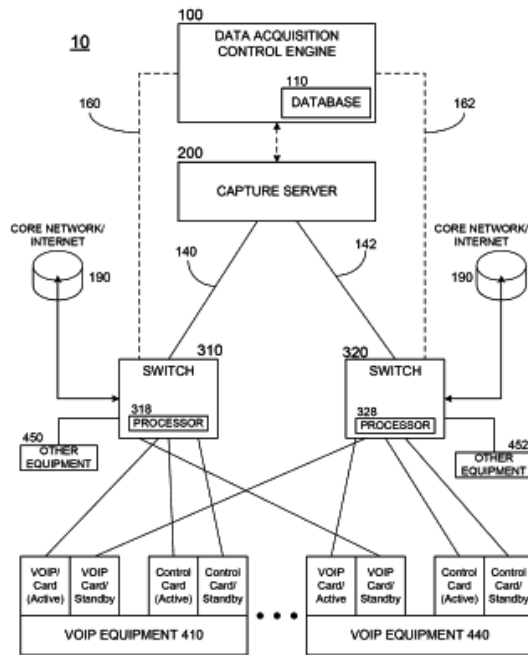 10
100
DATA ACQUISITION
CONTROL ENGINE
110
DATABASE
160
162
200
CAPTURE SERVER
CORE NETWORK/
INTERNET
190
140
142
CORE NETWORK/
INTERNET
190
310
SWITCH
318
PROCESSOR
320
SWITCH
328
PROCESSOR
450
OTHER
EQUIPMENT
452
OTHER
EQUIPMENT
VOIP/
Card
(Active)
VOIP
Card/
Standby
Control
Card
(Active)
Control
Card/
Standby
VOIP EQUIPMENT 410
• • •
VOIP
Card/
Active
VOIP
Card/
Standby
Control
Card
(Active)
Control
Card/
Standby
VOIP EQUIPMENT 440